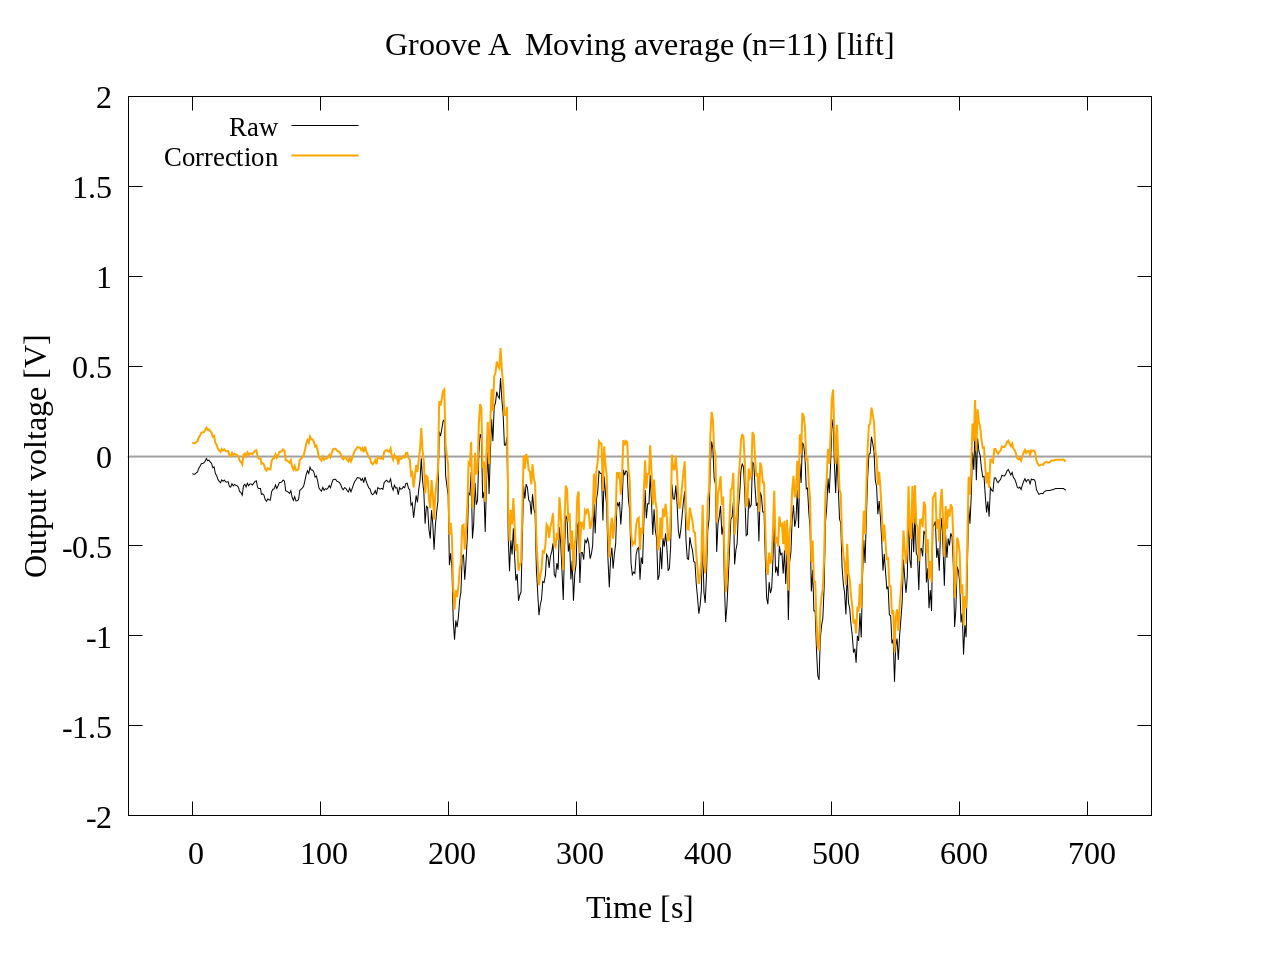 Groove A  Moving average (n=11) [lift]
Raw
Correction
2
1.5
1
0.5
0
-0.5
-1
-1.5
-2
Output voltage [V]
0 100 200 300 400 500 600 700
Time [s]